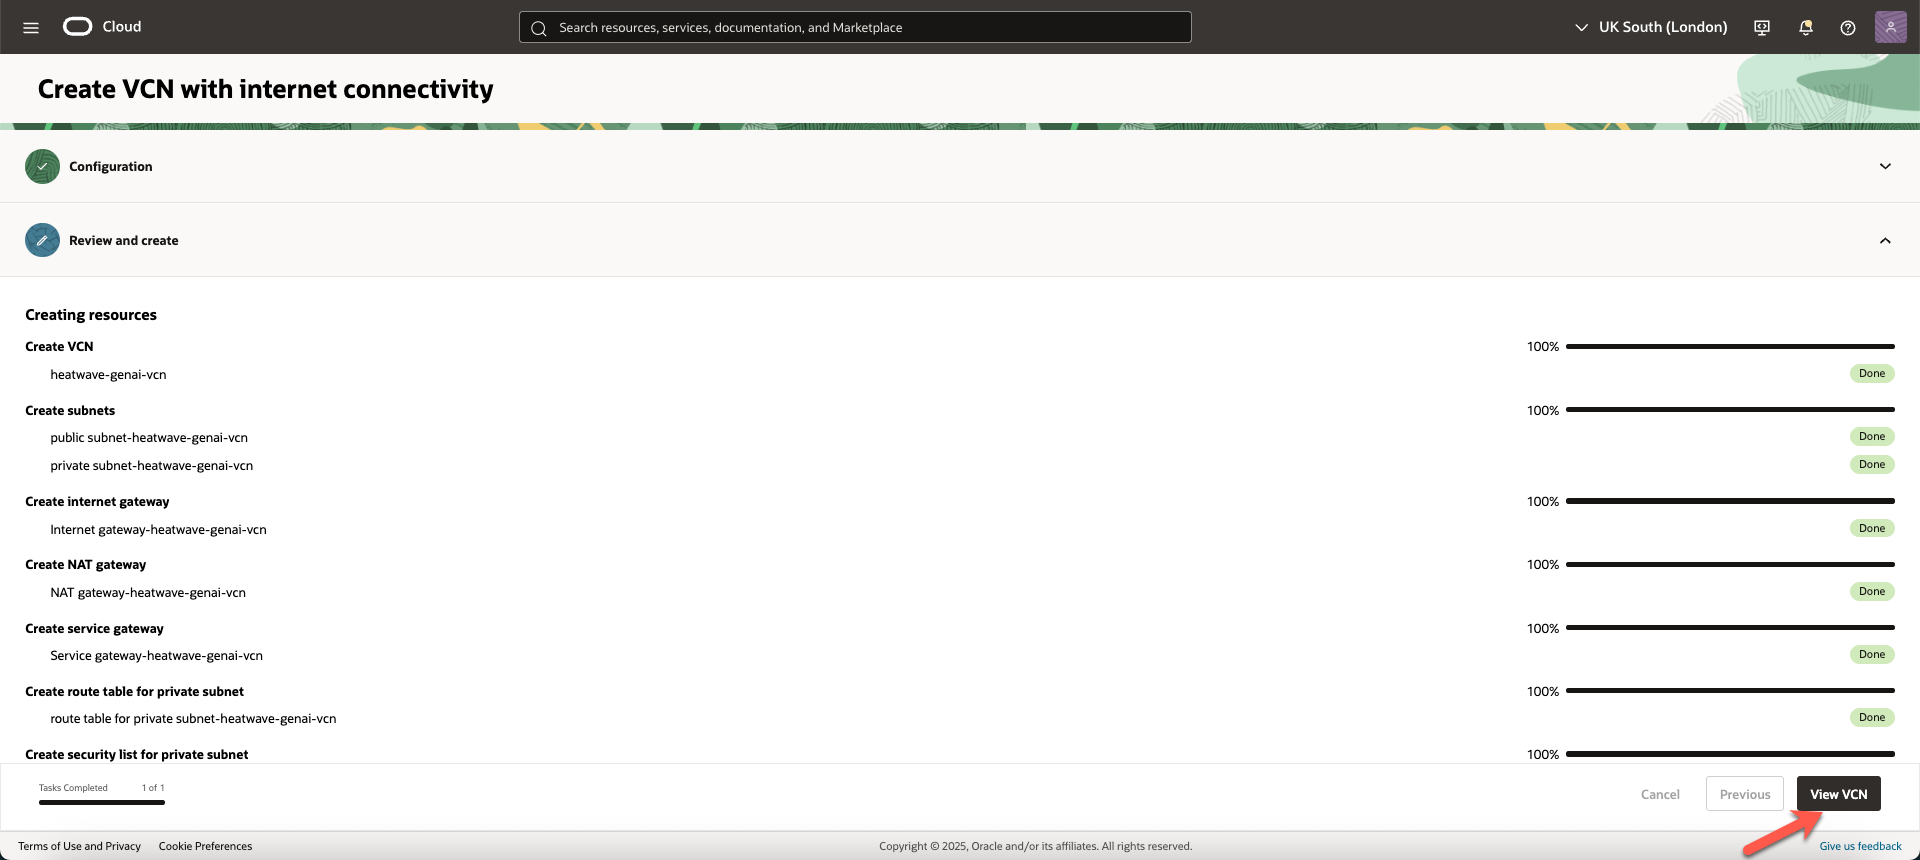 Cloud
Search resources, services, documentation, and Marketplace
UK South (London)
Create VCN with internet connectivity
Configuration
Review and create
Creating resources
Create VCN 100%
heatwave-genai-vcn Done
Create subnets 100%
public subnet-heatwave-genai-vcn Done
private subnet-heatwave-genai-vcn Done
Create internet gateway 100%
Internet gateway-heatwave-genai-vcn Done
Create NAT gateway 100%
NAT gateway-heatwave-genai-vcn Done
Create service gateway 100%
Service gateway-heatwave-genai-vcn Done
Create route table for private subnet 100%
route table for private subnet-heatwave-genai-vcn Done
Create security list for private subnet 100%
Tasks Completed 1 of 1
Cancel Previous View VCN
Terms of Use and Privacy Cookie Preferences Copyright © 2025, Oracle and/or its affiliates. All rights reserved. Give us feedback